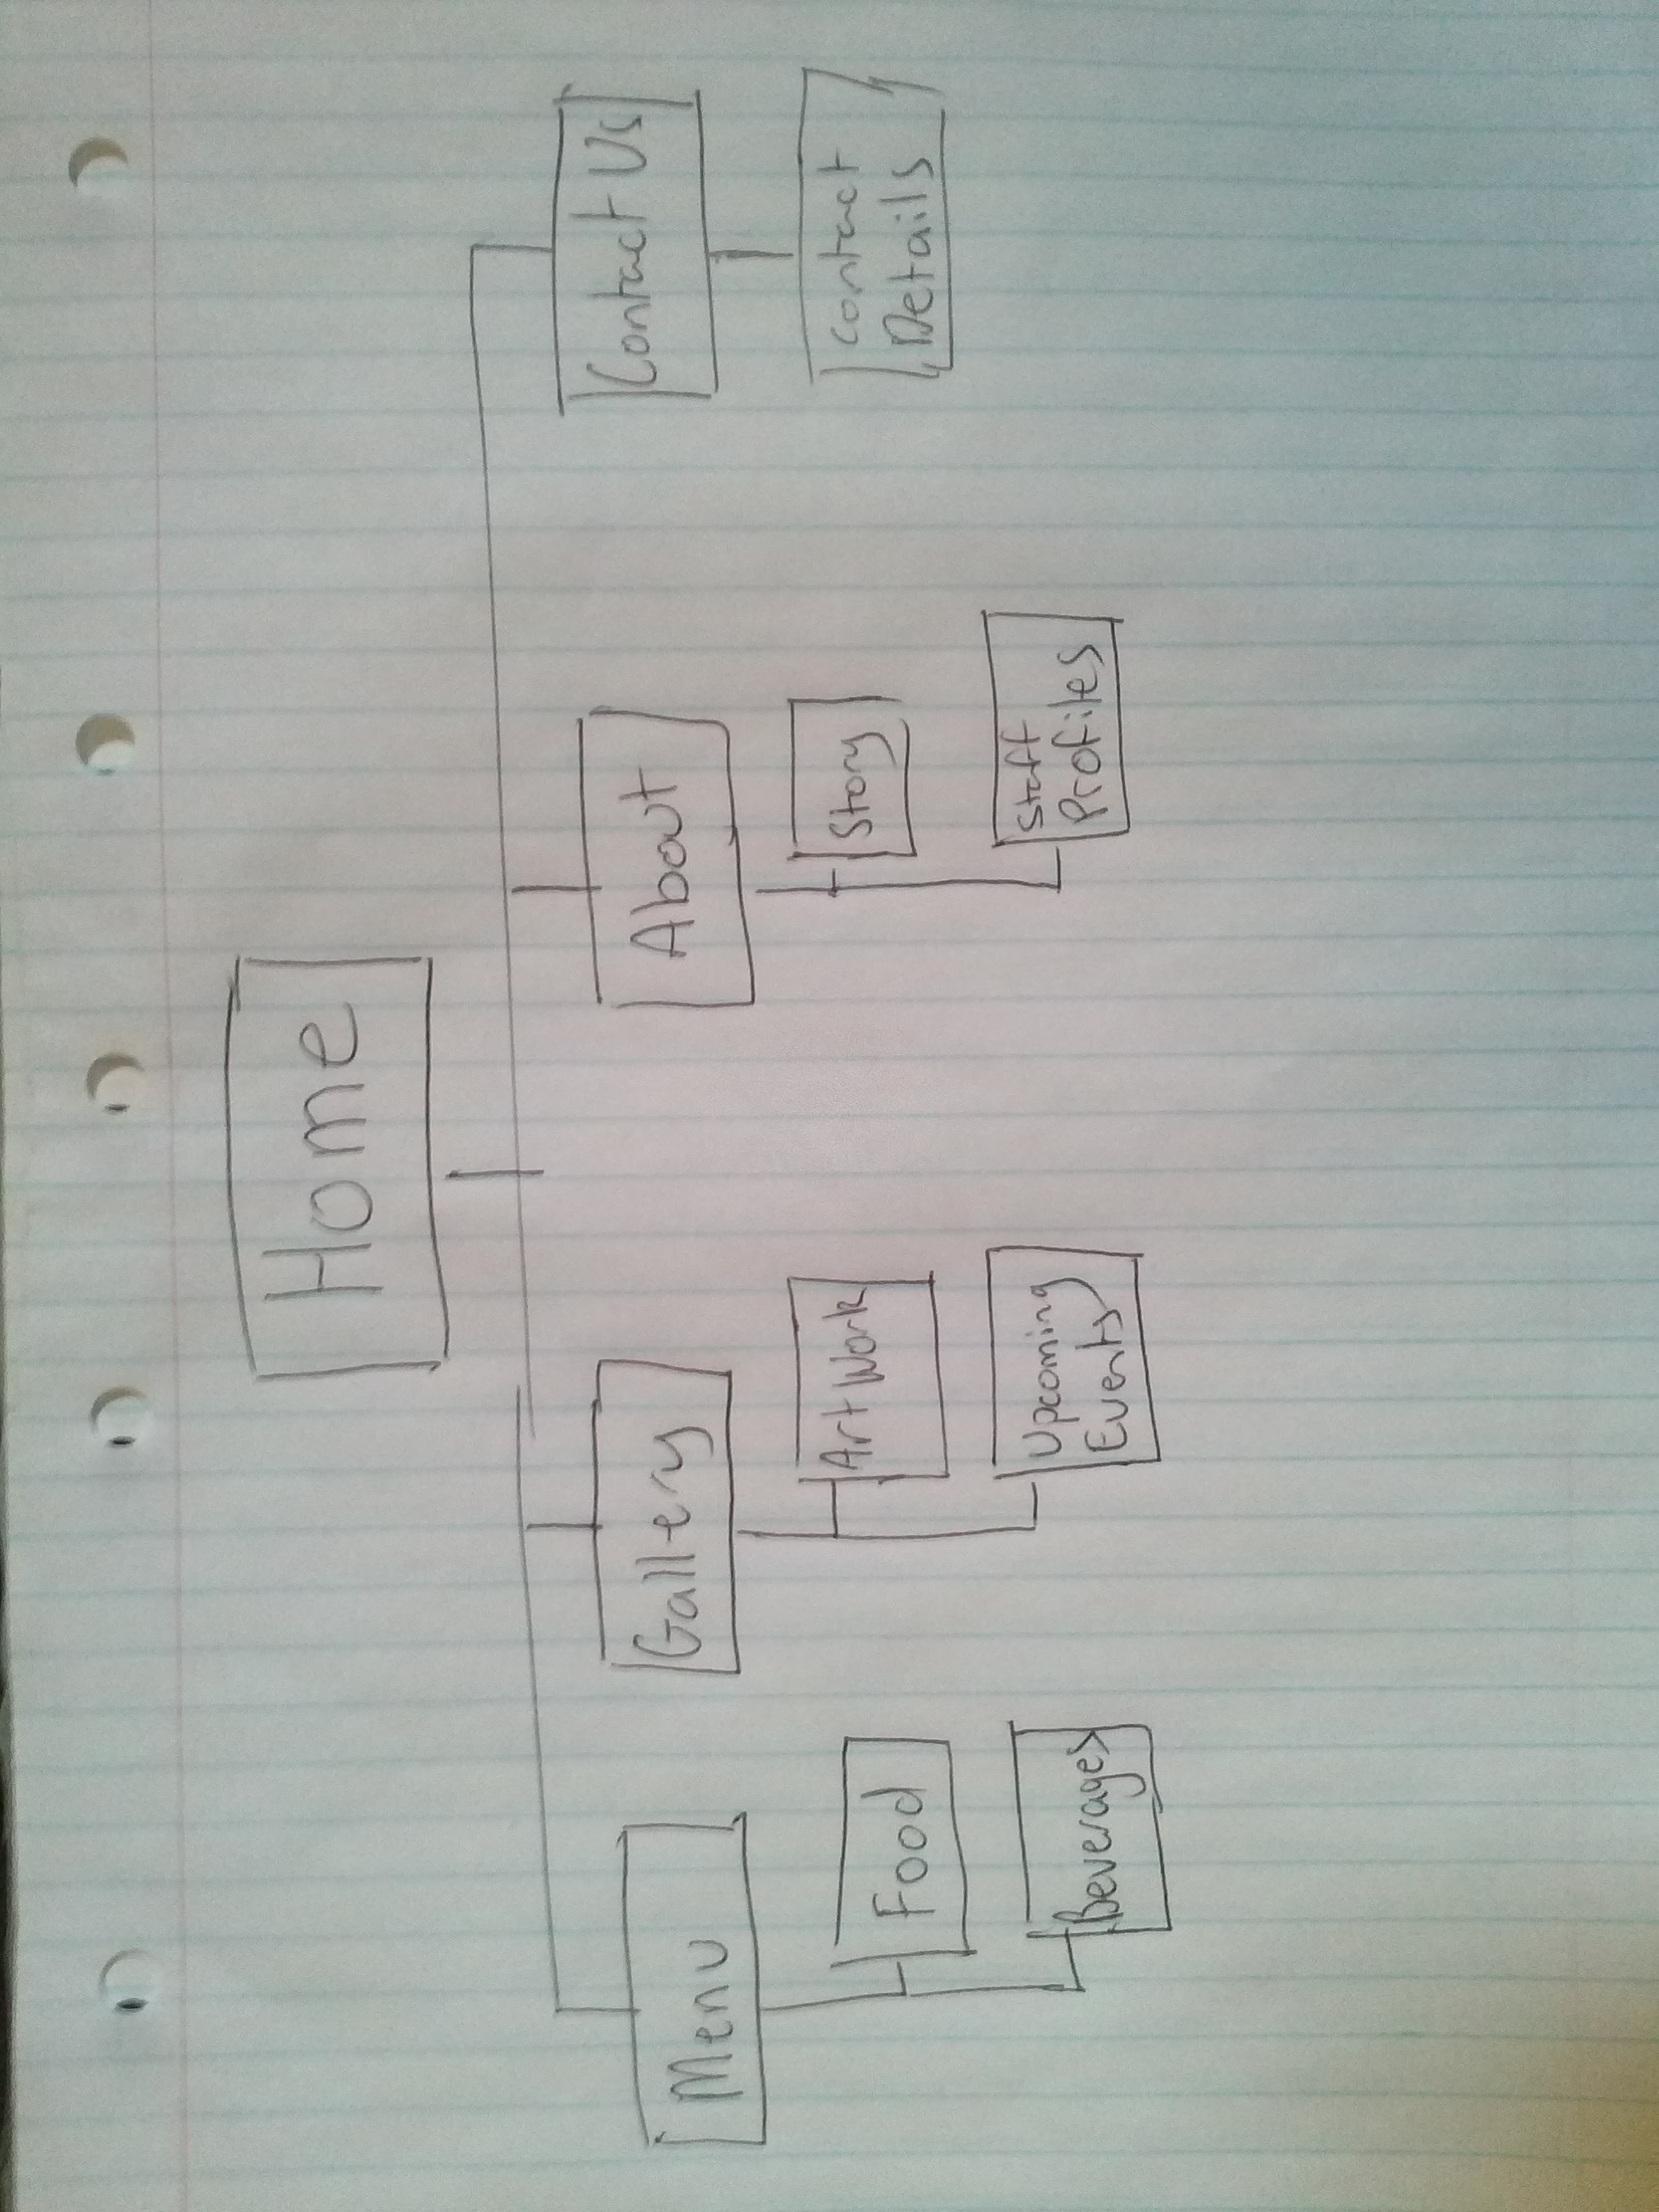 Home
Menu
Gallery
About
Contact Us
Food
Beverages
Art Work
Upcoming
Events
Story
Staff
Profiles
Contact
Details